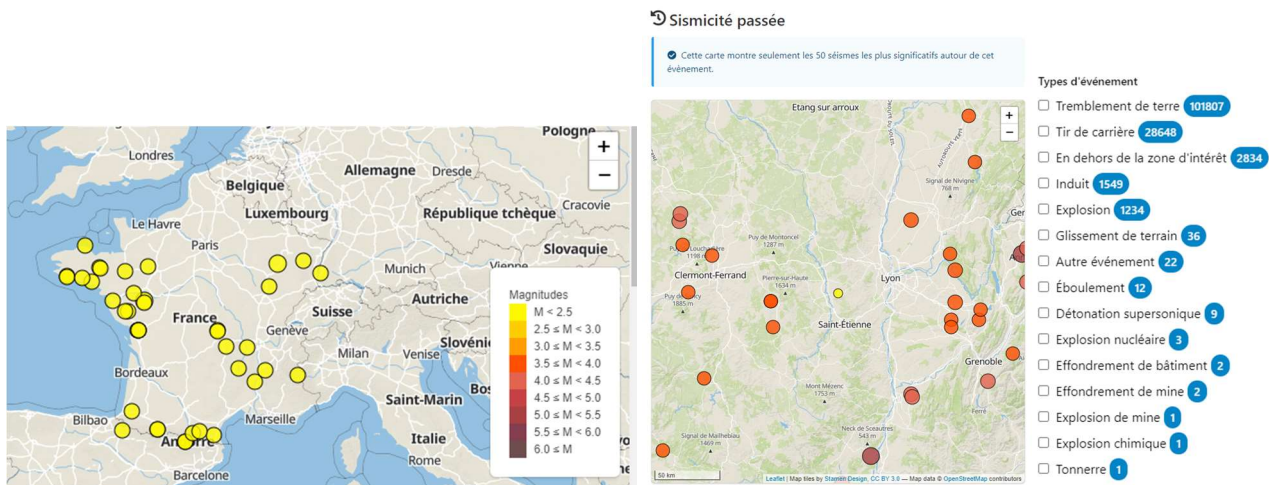 Londres
Pologne
+
−
Allemagne
Dresde
Belgique
Cracovie
Luxembourg
République tchèque
Le Havre
Paris
Slovaquie
Munich
Vienne
Magnitudes
M < 2.5
2.5 ≤ M < 3.0
3.0 ≤ M < 3.5
3.5 ≤ M < 4.0
4.0 ≤ M < 4.5
4.5 ≤ M < 5.0
5.0 ≤ M < 5.5
5.5 ≤ M < 6.0
6.0 ≤ M
Autriche
France
Suisse
Genève
Slovéni
Milan
Venise
Bordeaux
Bos
Saint-Marin
Bilbao
Marseille
Italie
Rome
Barcelone
Sismicité passée
Cette carte montre seulement les 50 séismes les plus significatifs autour de cet
évènement.
Etang sur arroux
+
−
Signal de Nivigne
768 m
Puy de Montoncel
1287 m
Clermont-Ferrand
Pierre-sur-Haute
1634 m
Lyon
1885 m
Saint-Étienne
Grenoble
Mont Mézenc
1753 m
Ferré
Neck de Sceautres
543 m
Signal de Mailhebiau
1469 m
50 km
Leaflet | Map tiles by Stamen Design, CC BY 3.0 — Map data © OpenStreetMap contributors
Types d'événement
Tremblement de terre 101807
Tir de carrière 28648
En dehors de la zone d'intérêt 2834
Induit 1549
Explosion 1234
Glissement de terrain 36
Autre événement 22
Éboulement 12
Détonation supersonique 9
Explosion nucléaire 3
Effondrement de bâtiment 2
Effondrement de mine 2
Explosion de mine 1
Explosion chimique 1
Tonnerre 1